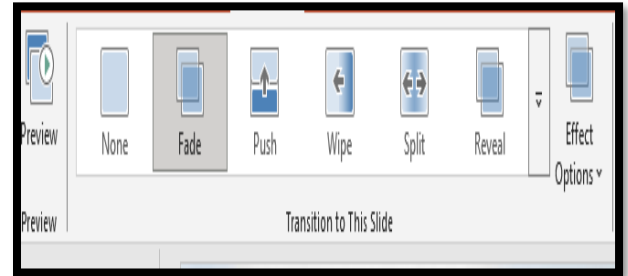 Preview
None Fade Push Wipe Split Reveal
Effect
Options
Preview
Transition to This Slide